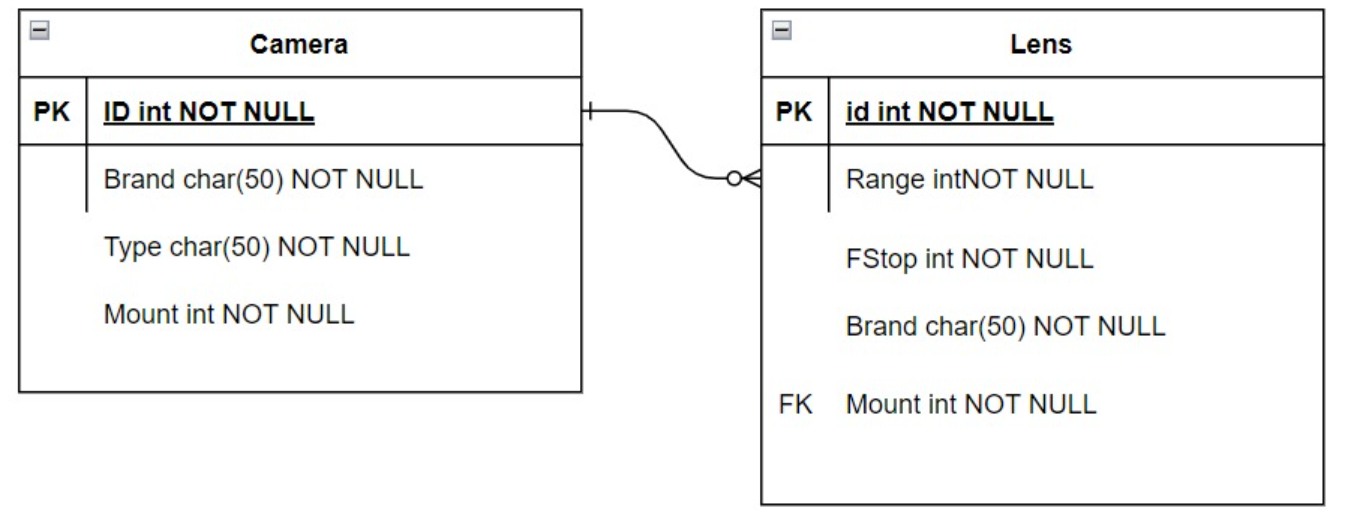 Camera
PK ID int NOT NULL
Brand char(50) NOT NULL
Type char(50) NOT NULL
Mount int NOT NULL
Lens
PK id int NOT NULL
Range intNOT NULL
FStop int NOT NULL
Brand char(50) NOT NULL
FK Mount int NOT NULL